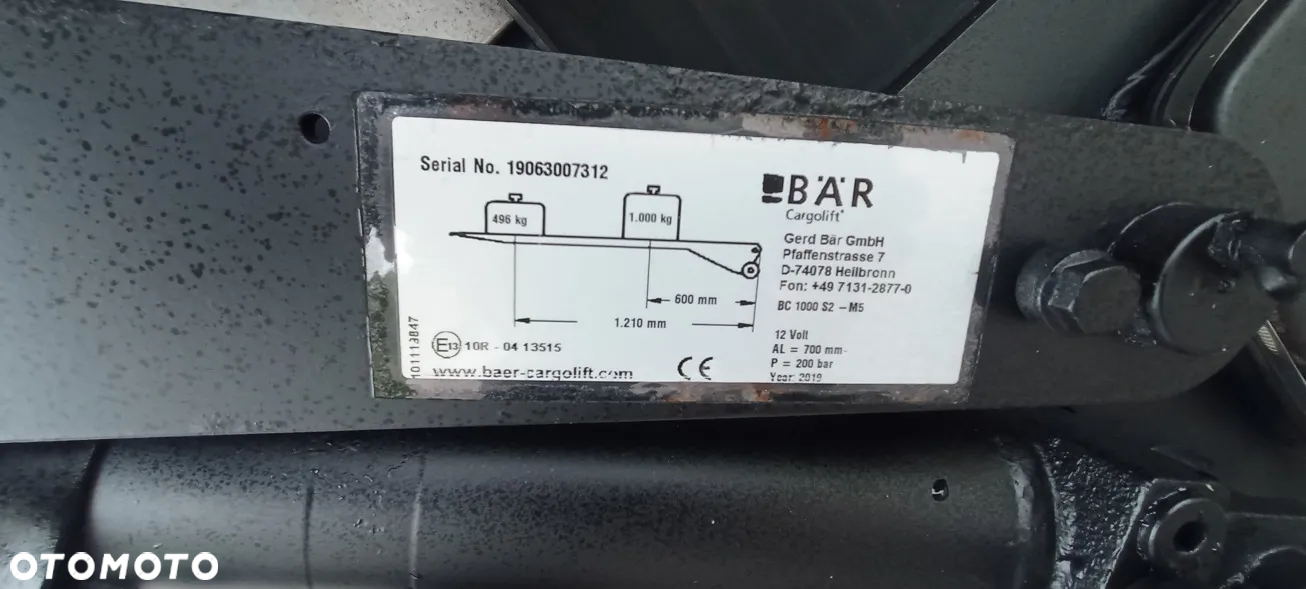 Serial No. 19063007312
496 kg
1.000 kg
600 mm
1.210 mm
BÄR
Cargolift
Gerd Bär GmbH
Pfaffenstrasse 7
D-74078 Heilbronn
Fon: +49 7131-2877-0
BC 1000 S2 - M5
12 Volt
AL = 700 mm
P = 200 bar
Year: 2019
101113847
E13 10R - 04 13515
www.baer-cargolift.com
CE
OTOMOTO